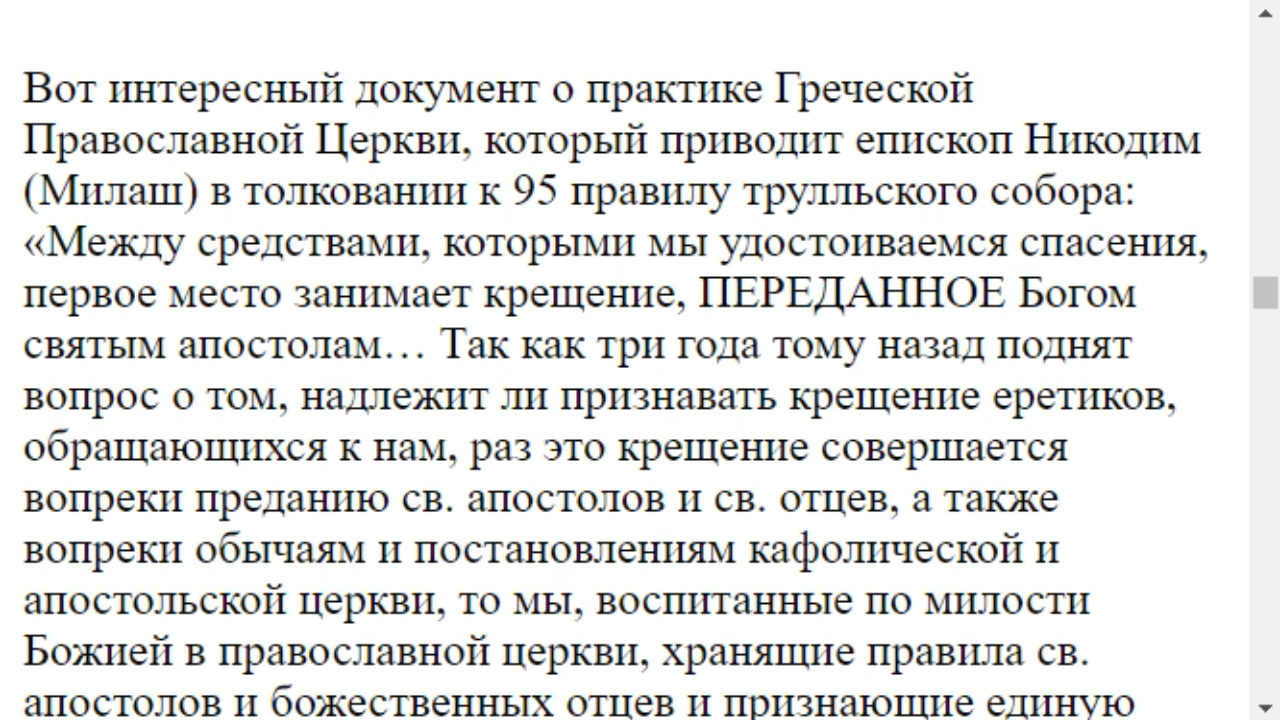 Вот интересный документ о практике Греческой
Православной Церкви, который приводит епископ Никодим
(Милаш) в толковании к 95 правилу трулльского собора:
«Между средствами, которыми мы удостоиваемся спасения,
первое место занимает крещение, ПЕРЕДАННОЕ Богом
святым апостолам… Так как три года тому назад поднят
вопрос о том, надлежит ли признавать крещение еретиков,
обращающихся к нам, раз это крещение совершается
вопреки преданию св. апостолов и св. отцев, а также
вопреки обычаям и постановлениям кафолической и
апостольской церкви, то мы, воспитанные по милости
Божией в православной церкви, хранящие правила св.
апостолов и божественных отцев и признающие единую